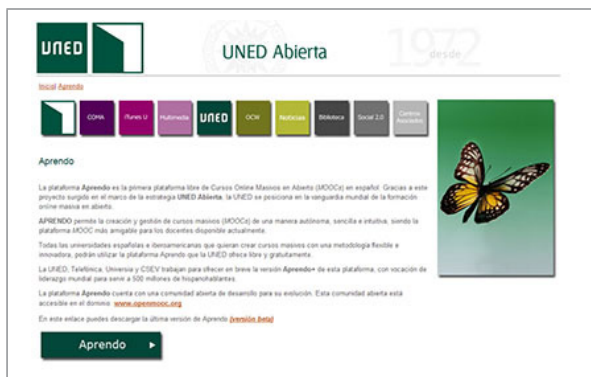 UNED
UNED Abierta
1972
desde
Inicio| Aprendo
COMA
iTunes U
Multimedia
UNED
OCW
Noticias
Biblioteca
Social 2.0
Centros
Asociados
Aprendo
La plataforma Aprendo es la primera plataforma libre de Cursos Online Masivos en Abierto (MOOCs) en español. Gracias a este
proyecto surgido en el marco de la estrategia UNED Abierta, la UNED se posiciona en la vanguardia mundial de la formación
online masiva en abierto.
APRENDO permite la creación y gestión de cursos masivos (MOOCs) de una manera autónoma, sencilla e intuitiva, siendo la
plataforma MOOC más amigable para los docentes disponible actualmente.
Todas las universidades españolas e iberoamericanas que quieran crear cursos masivos con una metodología flexible e
innovadora, podrán utilizar la plataforma Aprendo que la UNED ofrece libre y gratuitamente.
La UNED, Telefónica, Universia y CSEV trabajan para ofrecer en breve la versión Aprendo+ de esta plataforma, con vocación de
liderazgo mundial para servir a 500 millones de hispanohablantes
La plataforma Aprendo cuenta con una comunidad abierta de desarrollo para su evolución. Esta comunidad abierta está
accesible en el dominio: www.openmooc.org
En este enlace puedes descargar la última versión de Aprendo (versión beta)
Aprendo